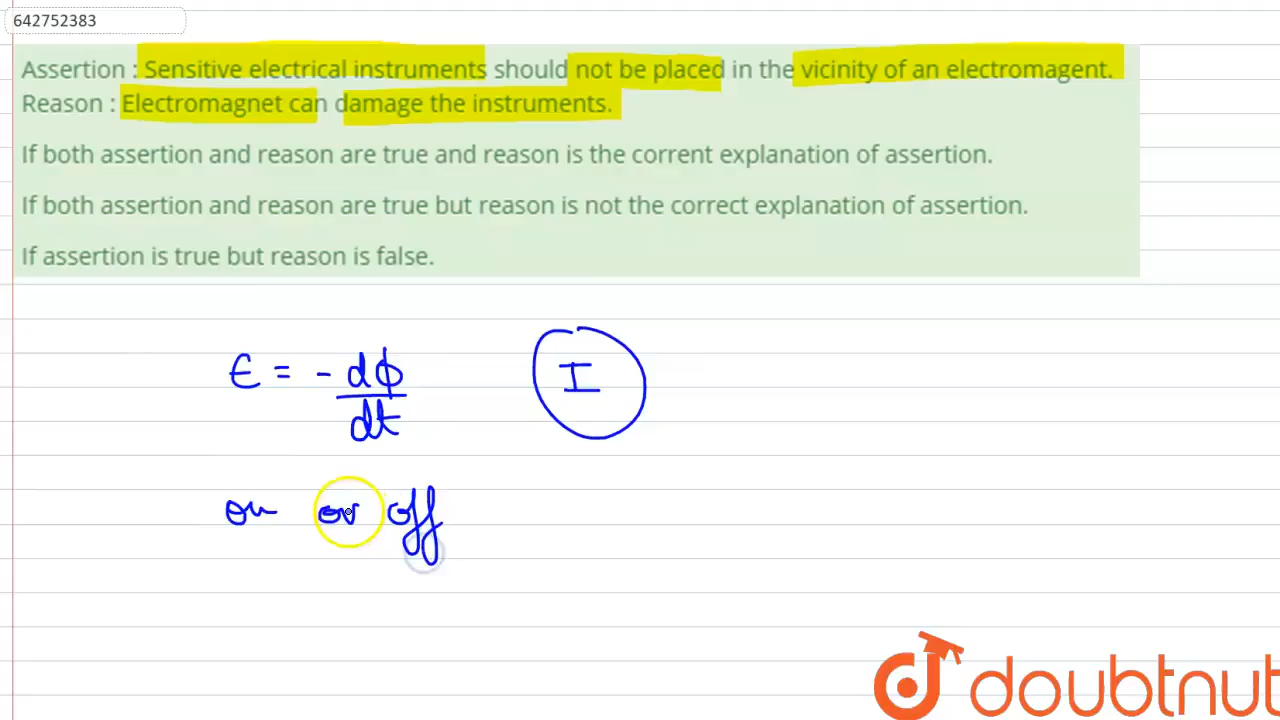 642752383
Assertion : Sensitive electrical instruments should not be placed in the vicinity of an electromagent.
Reason : Electromagnet can damage the instruments.
If both assertion and reason are true and reason is the corrent explanation of assertion.
If both assertion and reason are true but reason is not the correct explanation of assertion.
If assertion is true but reason is false.
ε = - dϕ/dt I
on or off
doubtnut